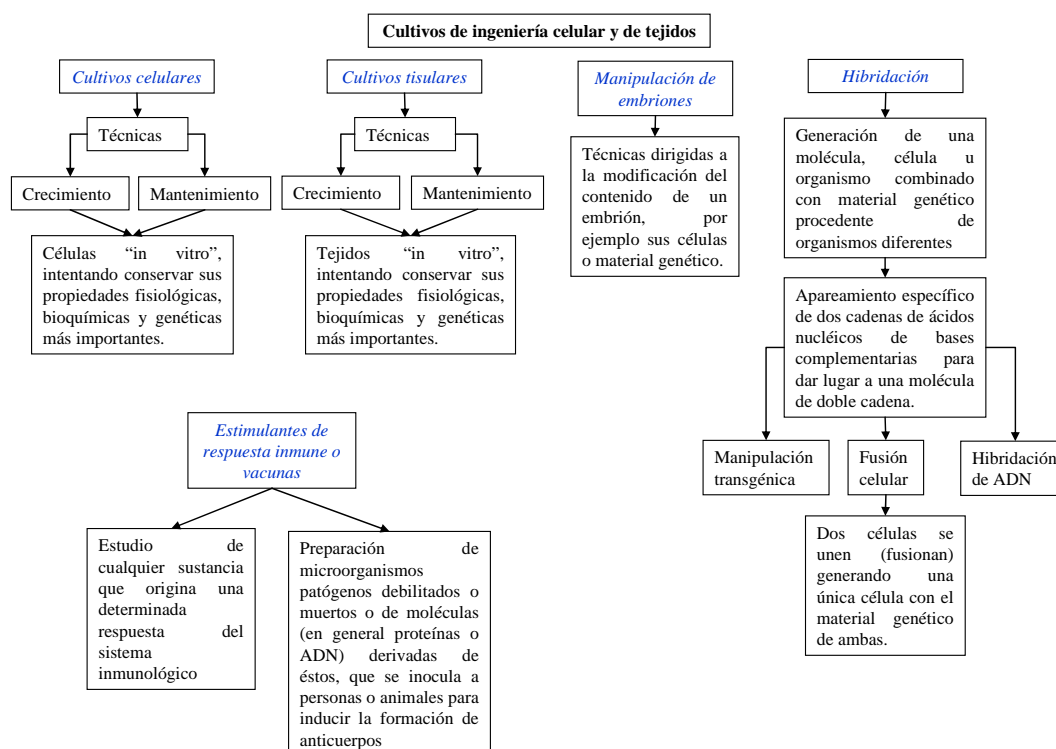 Cultivos de ingeniería celular y de tejidos
Cultivos celulares
Técnicas
Crecimiento
Mantenimiento
Células “in vitro”,
intentando conservar sus
propiedades fisiológicas,
bioquímicas y genéticas
más importantes.
Cultivos tisulares
Técnicas
Crecimiento
Mantenimiento
Tejidos “in vitro”,
intentando conservar sus
propiedades fisiológicas,
bioquímicas y genéticas
más importantes.
Manipulación de
embriones
Técnicas dirigidas a
la modificación del
contenido de un
embrión, por
ejemplo sus células
o material genético.
Hibridación
Generación de una
molécula, célula u
organismo combinado
con material genético
procedente de
organismos diferentes
Apareamiento específico
de dos cadenas de ácidos
nucléicos de bases
complementarias para
dar lugar a una molécula
de doble cadena.
Manipulación
transgénica
Fusión
celular
Hibridación
de ADN
Dos células se
unen (fusionan)
generando una
única célula con el
material genético
de ambas.
Estimulantes de
respuesta inmune o
vacunas
Estudio de
cualquier sustancia
que origina una
determinada
respuesta del
sistema
inmunológico
Preparación de
microorganismos
patógenos debilitados o
muertos o de moléculas
(en general proteínas o
ADN) derivadas de
éstos, que se inocula a
personas o animales para
inducir la formación de
anticuerpos